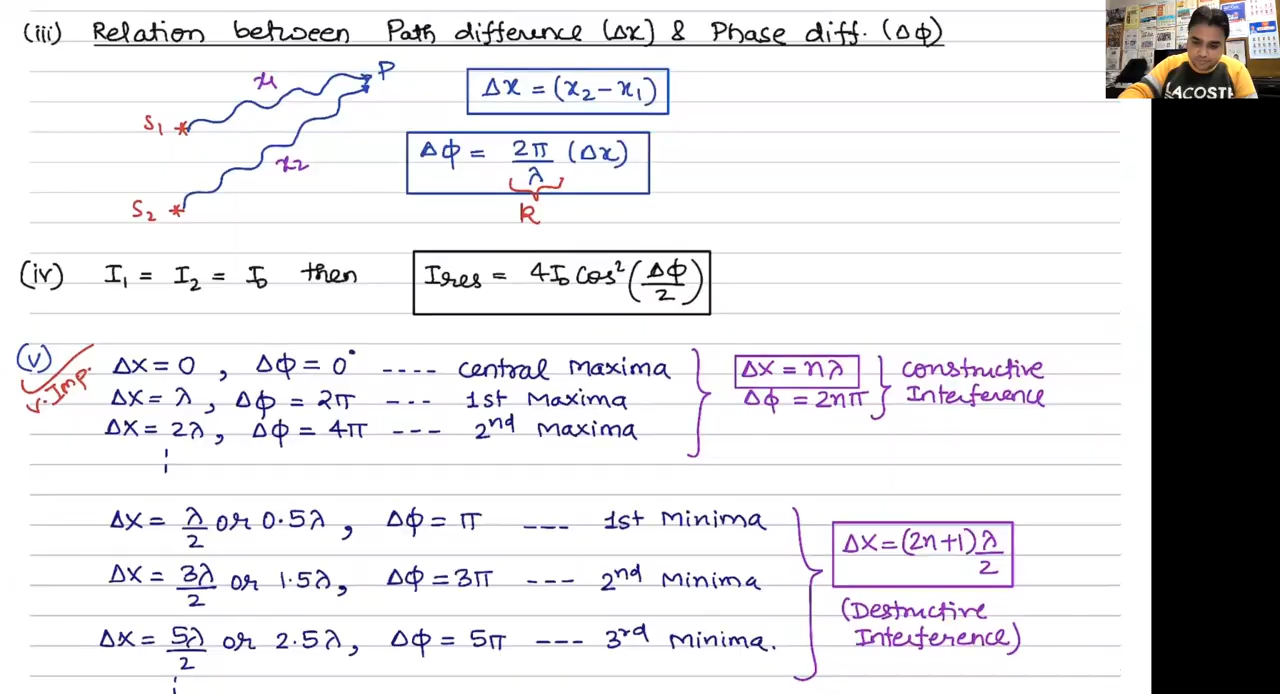 (iii) Relation between Path difference (Δx) & Phase diff. (Δϕ)
x1
P
S1
x2
S2
Δx = (x2 - x1)
Δϕ = 2π/λ (Δx)
k
(iv) I1 = I2 = I0 then Ires = 4I0 Cos²(Δϕ/2)
(v) v.Imp.
Δx = 0, Δϕ = 0° ---- central Maxima
Δx = λ, Δϕ = 2π --- 1st Maxima
Δx = 2λ, Δϕ = 4π --- 2nd Maxima
Δx = nλ
Δϕ = 2nπ
Constructive
Interference
Δx = λ/2 or 0.5λ, Δϕ = π --- 1st Minima
Δx = 3λ/2 or 1.5λ, Δϕ = 3π --- 2nd Minima
Δx = 5λ/2 or 2.5λ, Δϕ = 5π --- 3rd Minima.
Δx = (2n+1) λ/2
(Destructive
Interference)
LACOSTE